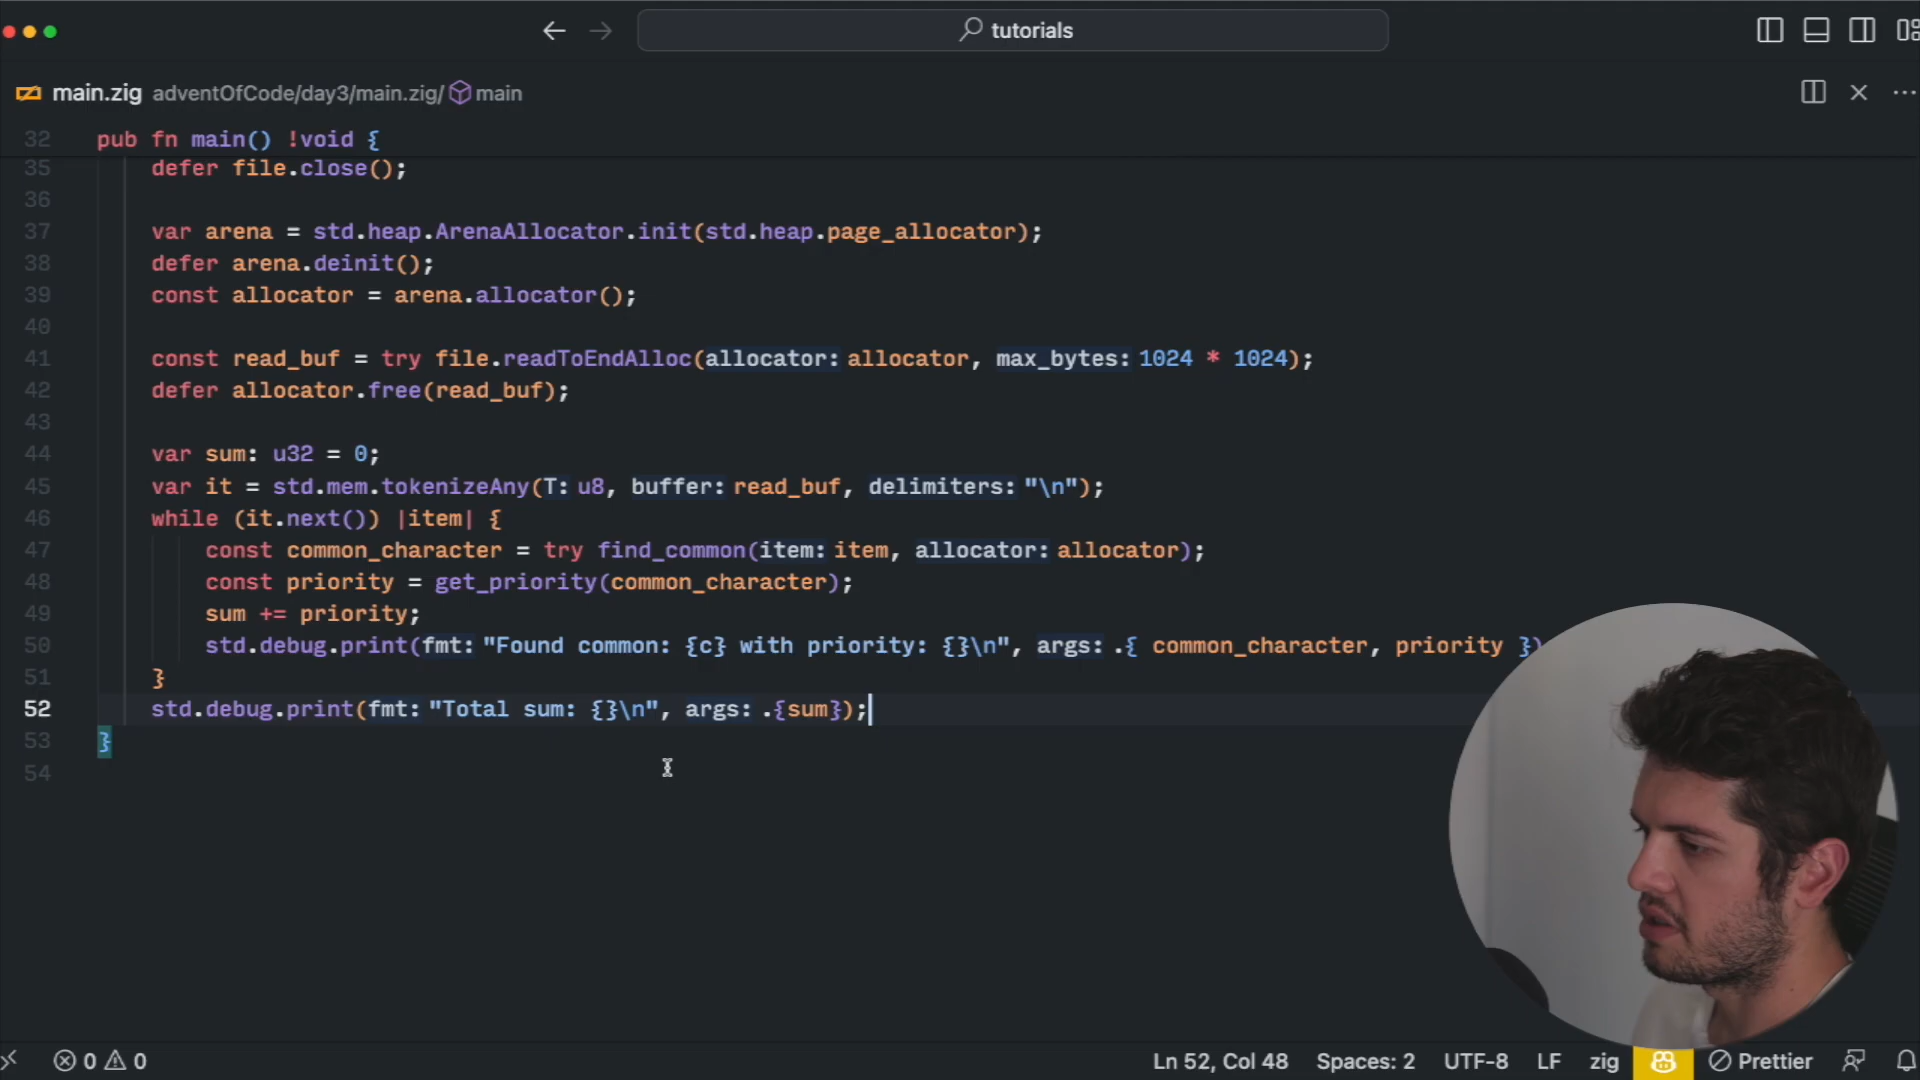 tutorials
main.zig adventOfCode/day3/main.zig/ main
32 pub fn main() !void {
35 defer file.close();
36
37 var arena = std.heap.ArenaAllocator.init(std.heap.page_allocator);
38 defer arena.deinit();
39 const allocator = arena.allocator();
40
41 const read_buf = try file.readToEndAlloc(allocator: allocator, max_bytes: 1024 * 1024);
42 defer allocator.free(read_buf);
43
44 var sum: u32 = 0;
45 var it = std.mem.tokenizeAny(T: u8, buffer: read_buf, delimiters: "\n");
46 while (it.next()) |item| {
47 const common_character = try find_common(item: item, allocator: allocator);
48 const priority = get_priority(common_character);
49 sum += priority;
50 std.debug.print(fmt: "Found common: {c} with priority: {}\n", args: .{ common_character, priority })
51 }
52 std.debug.print(fmt: "Total sum: {}\n", args: .{sum});
53 }
54
0 0 Ln 52, Col 48 Spaces: 2 UTF-8 LF zig Prettier